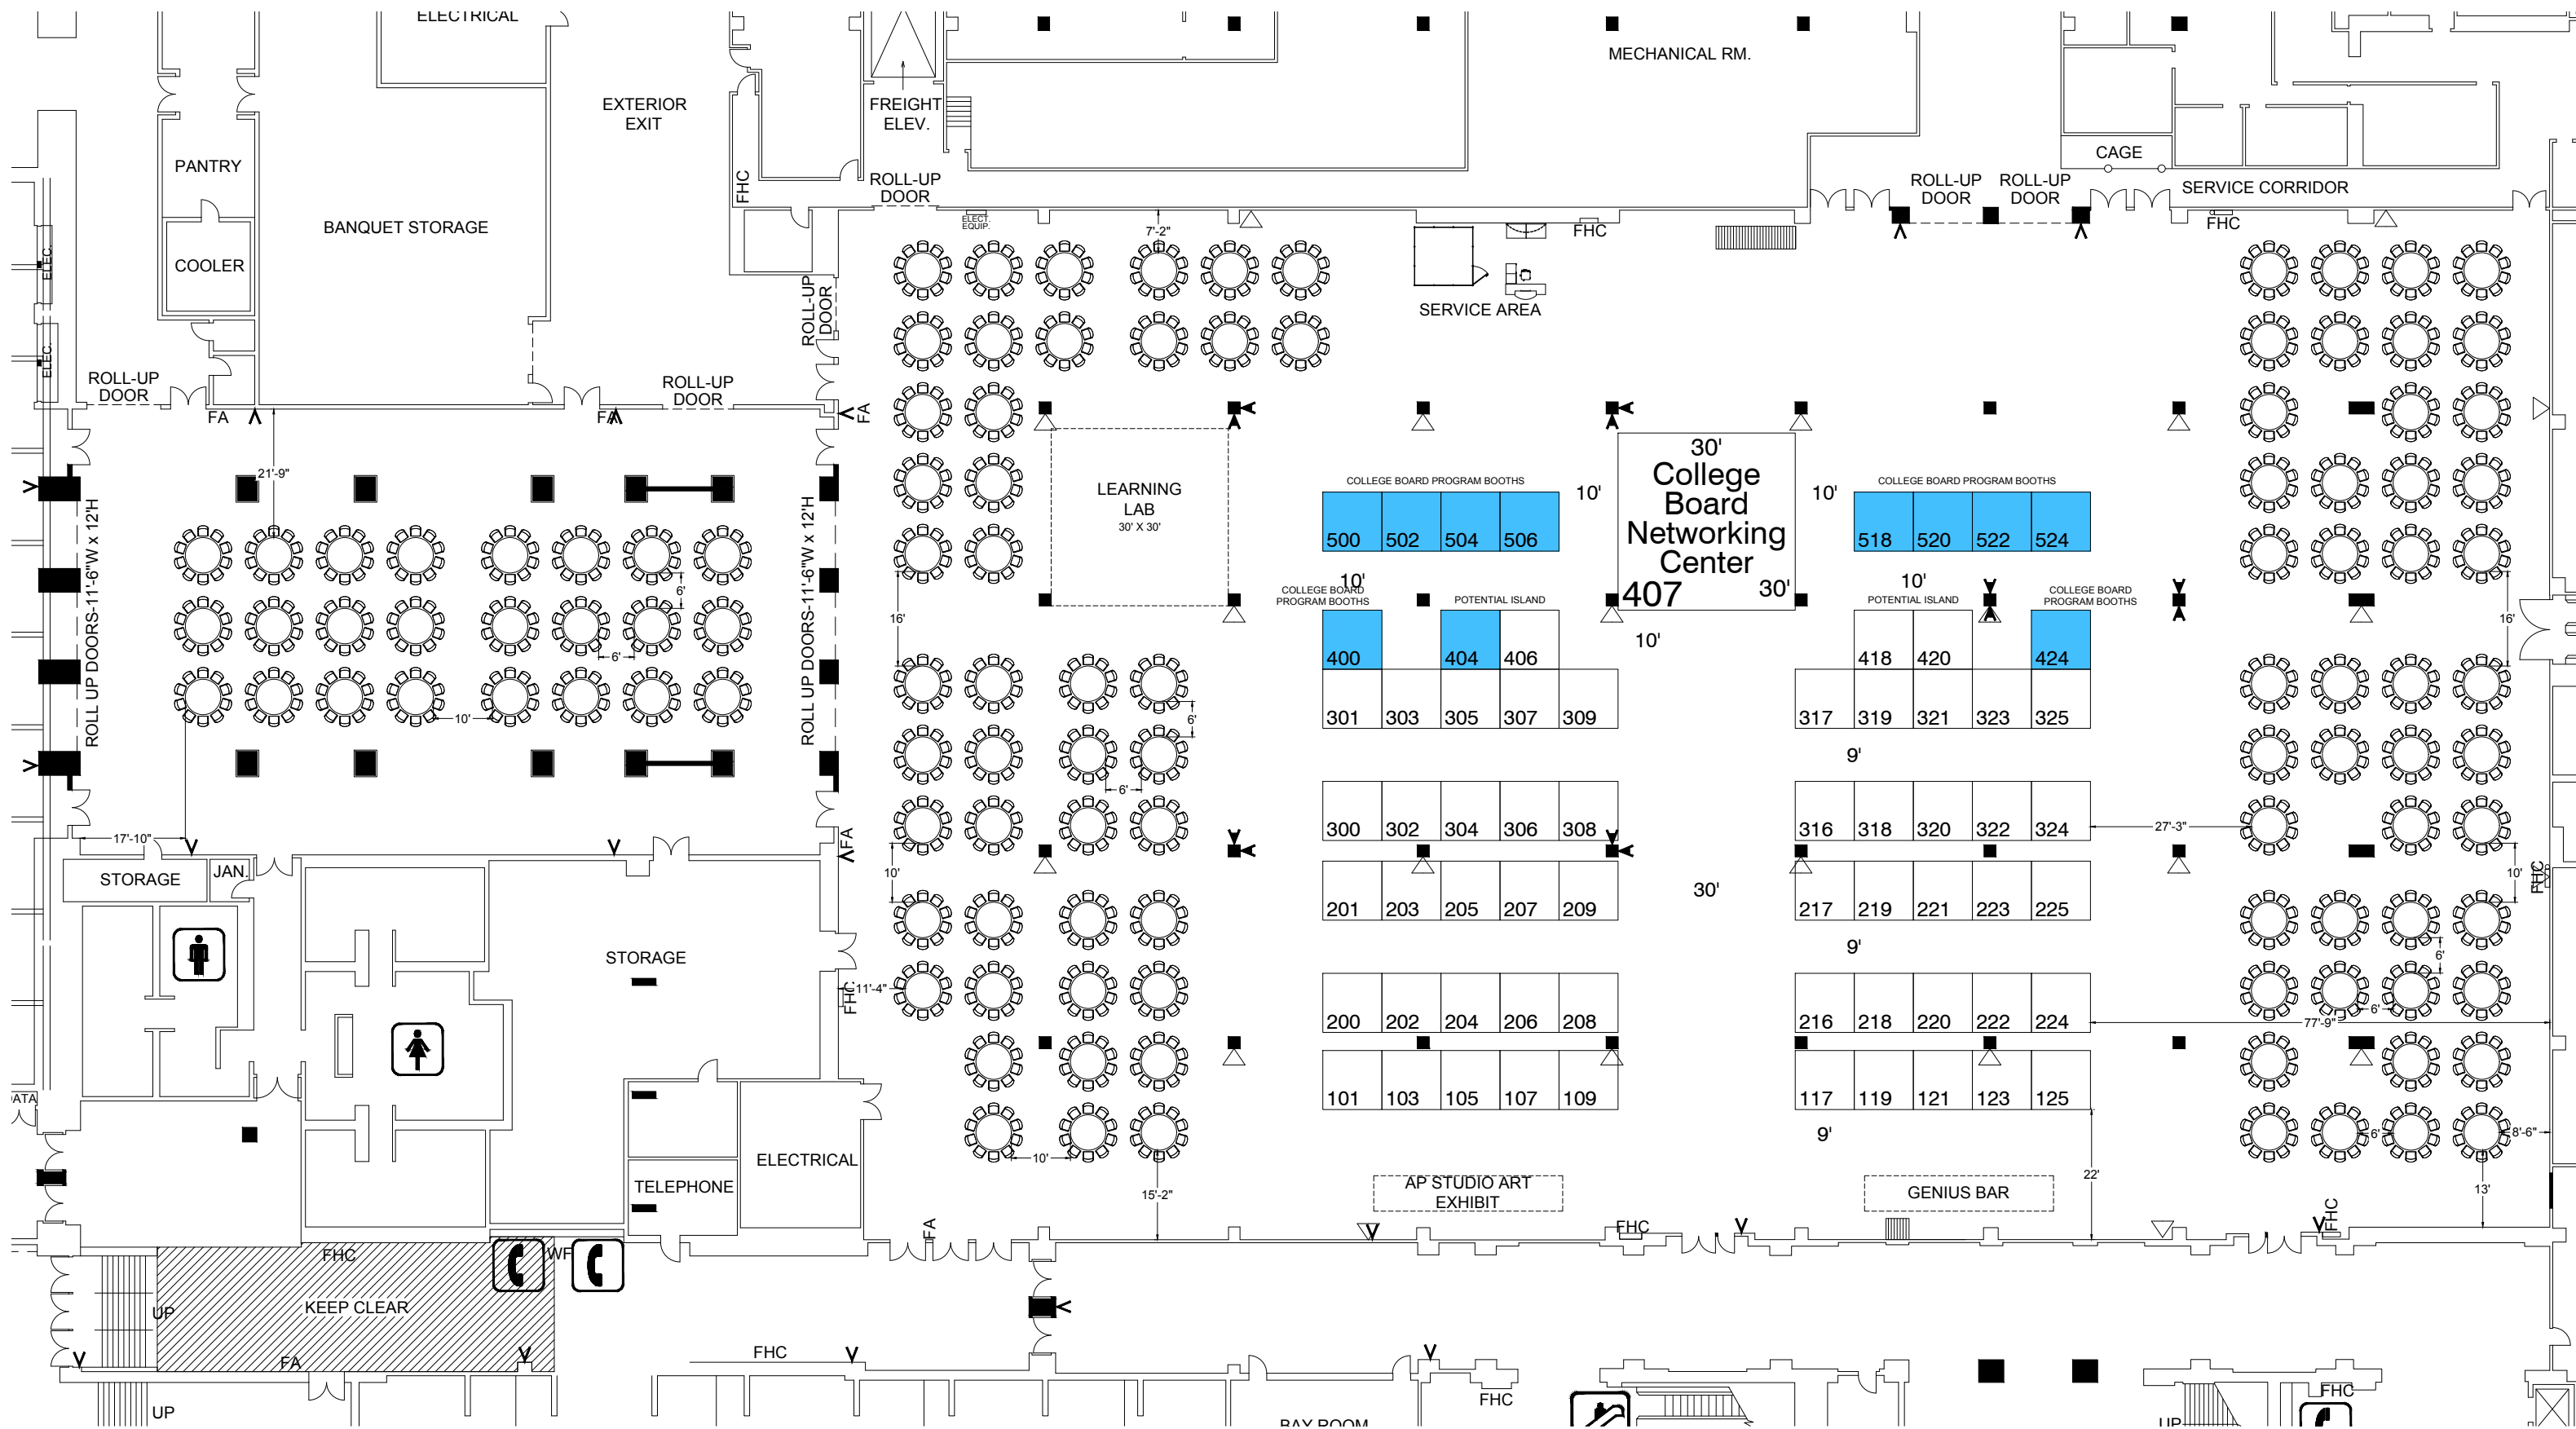 ELECTRICAL
MECHANICAL RM.
EXTERIOR
EXIT
FREIGHT
ELEV.
PANTRY
CAGE
ROLL-UP
DOOR
ROLL-UP
DOOR
ROLL-UP
DOOR
SERVICE CORRIDOR
FHC
ELECT.
EQUIP.
7'-2"
FHC
FHC
BANQUET STORAGE
COOLER
ELEC.
ELEC.
ROLL-UP
DOOR
SERVICE AREA
ROLL-UP
DOOR
ROLL-UP
DOOR
FA
FA
FA
21'-9"
ROLL UP DOORS-11'-6"W x 12'H
ROLL UP DOORS-11'-6"W x 12'H
6'
6'
10'
17'-10"
LEARNING
LAB
30' X 30'
COLLEGE BOARD PROGRAM BOOTHS
500 502 504 506
10'
30'
College
Board
Networking
Center
407 30'
10'
COLLEGE BOARD PROGRAM BOOTHS
518 520 522 524
10'
10'
COLLEGE BOARD
PROGRAM BOOTHS
POTENTIAL ISLAND
POTENTIAL ISLAND
COLLEGE BOARD
PROGRAM BOOTHS
16'
16'
10'
400 404 406
418 420 424
301 303 305 307 309
317 319 321 323 325
9'
6'
6'
300 302 304 306 308
316 318 320 322 324
27'-3"
10'
10'
FHC
FA
201 203 205 207 209
30'
217 219 221 223 225
9'
6'
STORAGE
JAN.
STORAGE
FHC
11'-4"
200 202 204 206 208
216 218 220 222 224
6'
77'-9"
101 103 105 107 109
117 119 121 123 125
9'
6'
8'-6"
DATA
10'
ELECTRICAL
TELEPHONE
15'-2"
AP STUDIO ART
EXHIBIT
GENIUS BAR
22'
13'
FA
FHC
FHC
FHC
WF
KEEP CLEAR
UP
FA
FHC
UP
FHC
FHC
BAY ROOM
UP